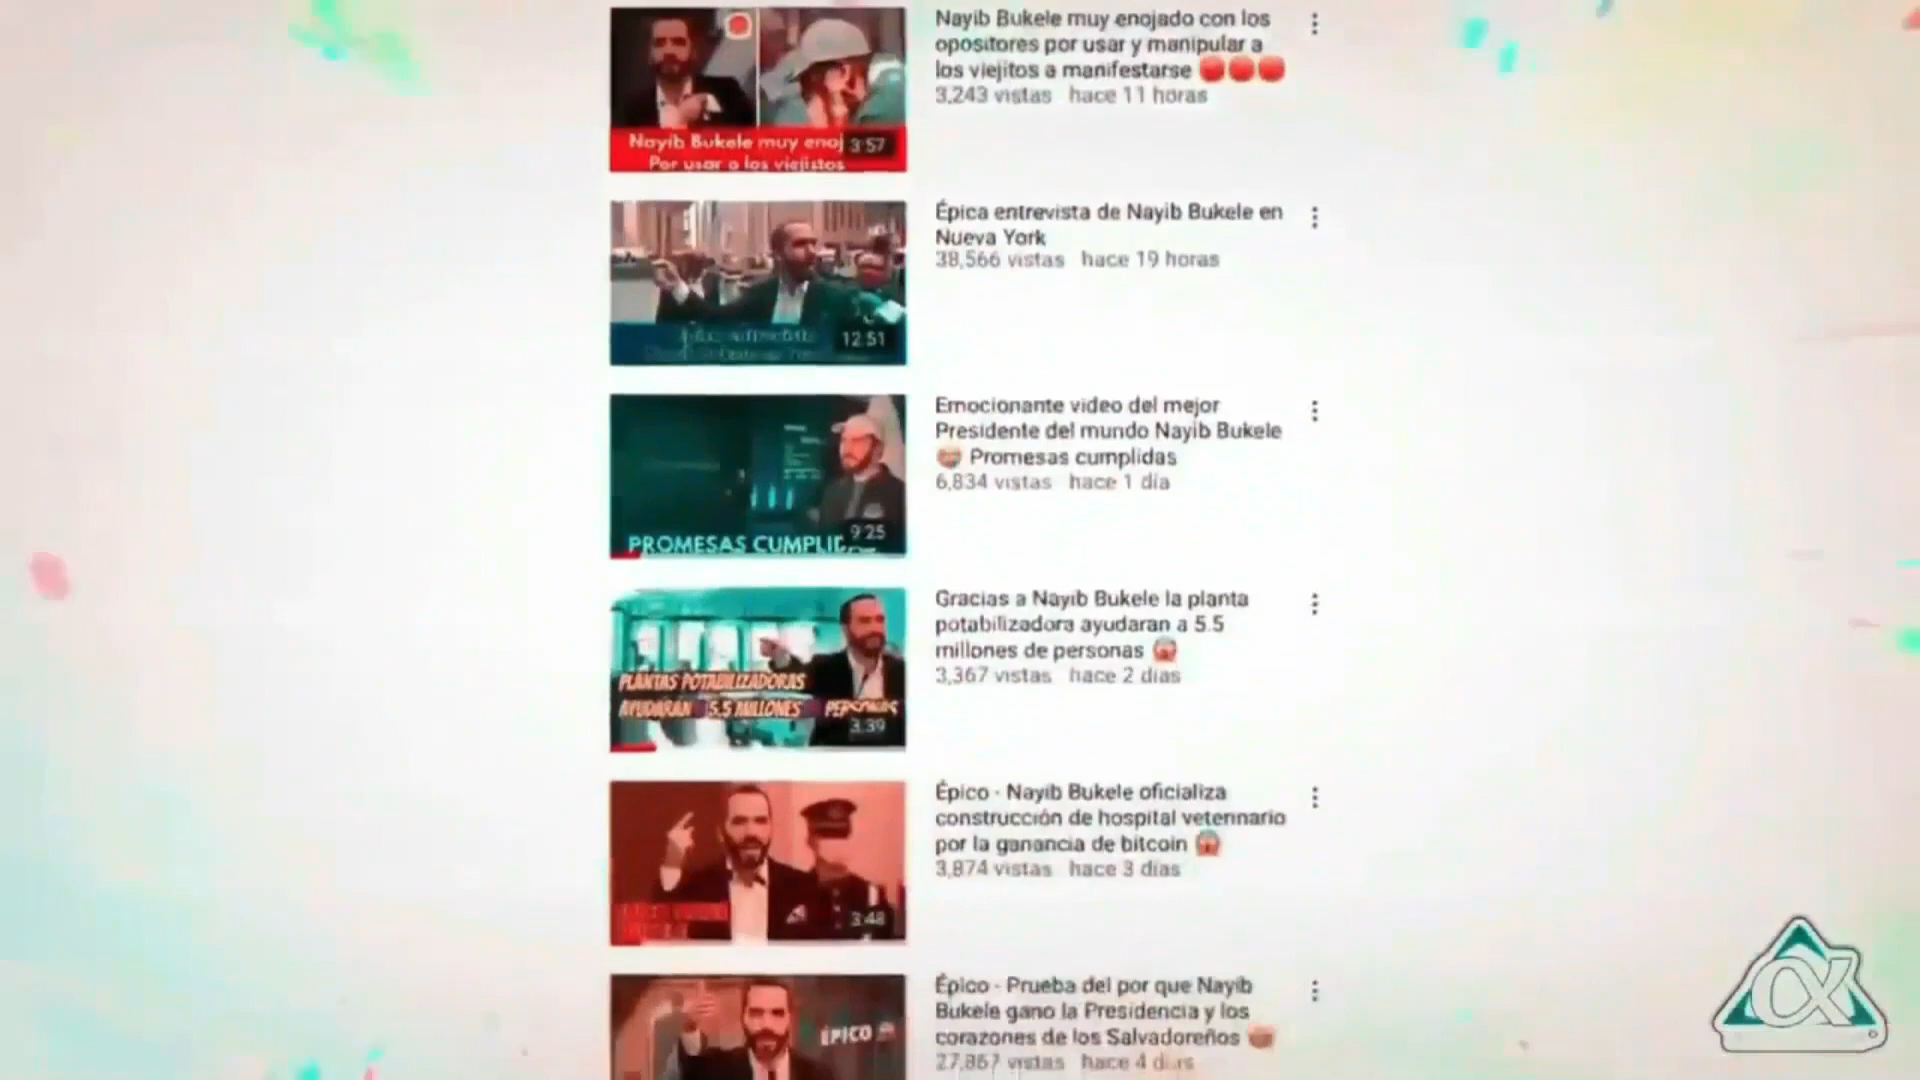 Nayib Bukele muy enojado con los
opositores por usar y manipular a
los viejitos a manifestarse
3,243 vistas hace 11 horas
Nayib Bukele muy enoj
3:57
Por usar a los viejistos
Épica entrevista de Nayib Bukele en
Nueva York
38,566 vistas hace 19 horas
12:51
Emocionante video del mejor
Presidente del mundo Nayib Bukele
Promesas cumplidas
6,834 vistas hace 1 día
9:25
PROMESAS
Gracias a Nayib Bukele la planta
potabilizadora ayudaran a 5.5
millones de personas
3,367 vistas hace 2 días
PLANTAS POTABILIZADORAS
AYUDARAN 5.5 MILLONES PERSONAS
3:39
Épico - Nayib Bukele oficializa
construcción de hospital veterinario
por la ganancia de bitcoin
3,874 vistas hace 3 días
3:48
Épico - Prueba del por que Nayib
Bukele gano la Presidencia y los
corazones de los Salvadoreños
27,867 vistas hace 4 días
ÉPICO